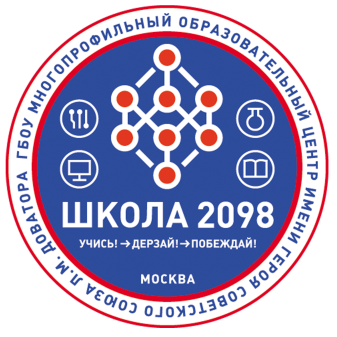 ГБОУ МНОГОПРОФИЛЬНЫЙ ОБРАЗОВАТЕЛЬНЫЙ ЦЕНТР ИМЕНИ ГЕРОЯ СОВЕТСКОГО СОЮЗА Л.М. ДОВАТОРА
ШКОЛА 2098
УЧИСЬ!→ДЕРЗАЙ!→ПОБЕЖДАЙ!
МОСКВА